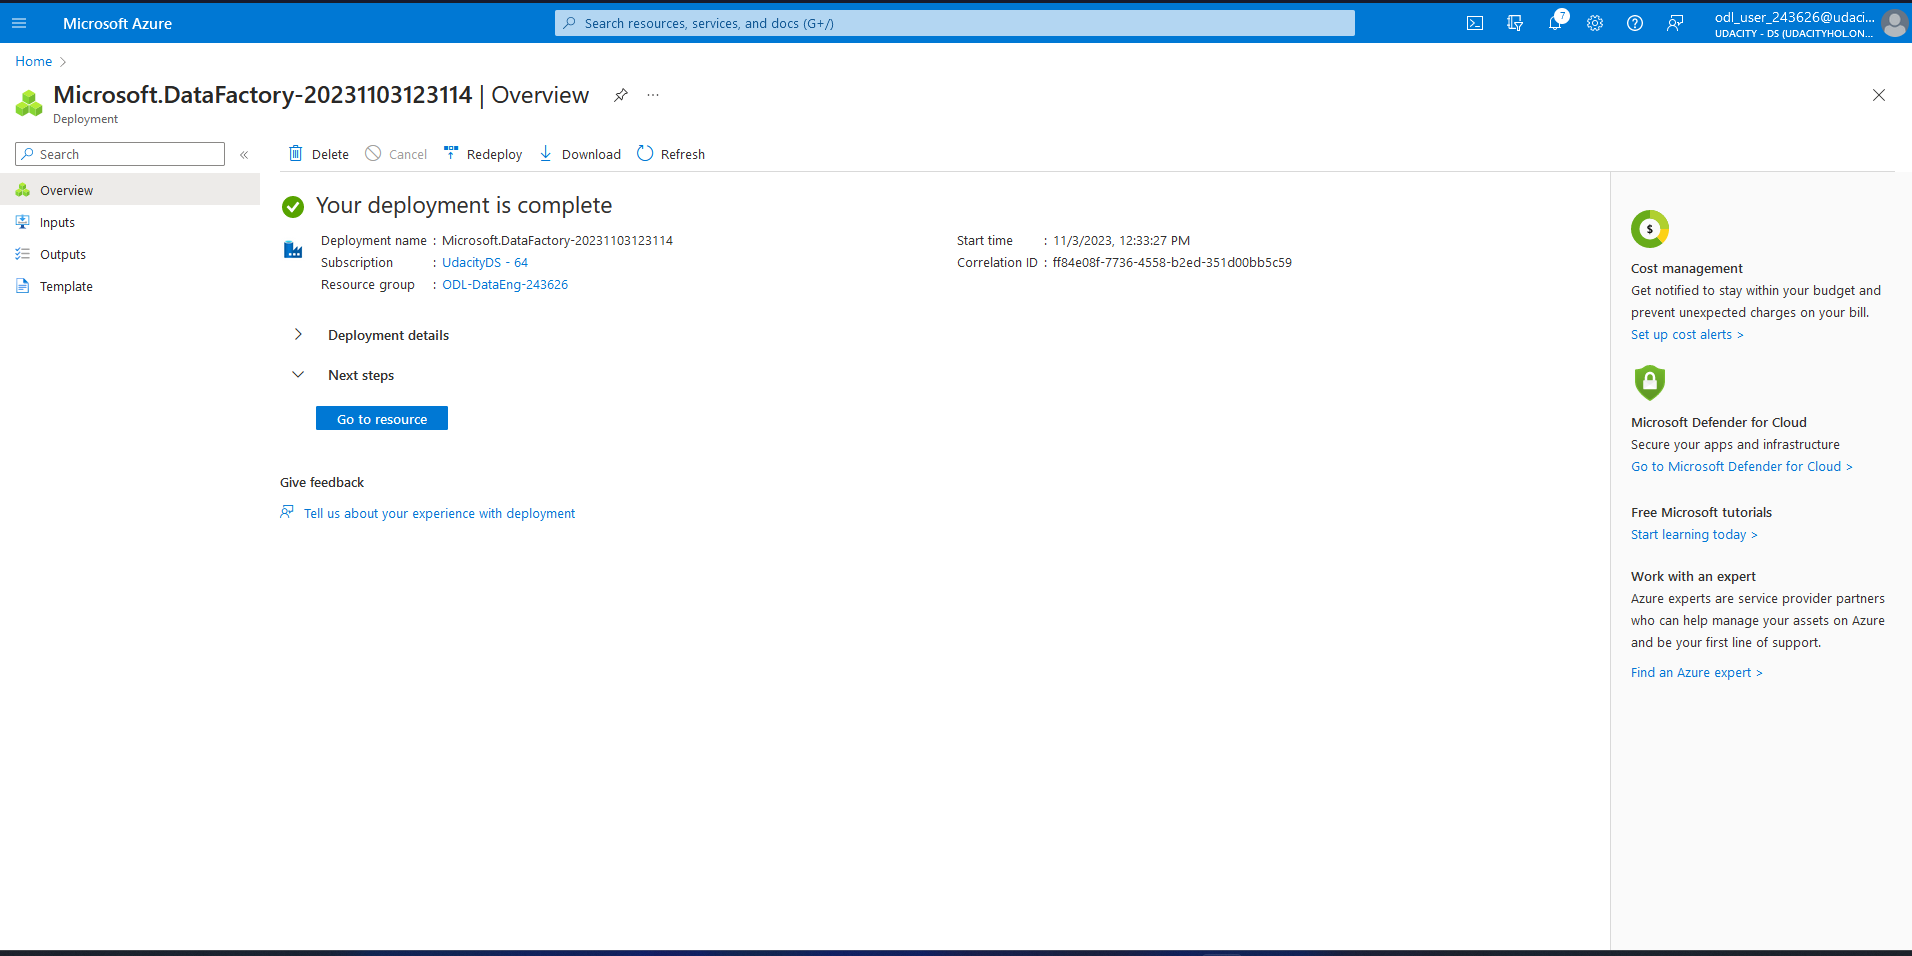 Microsoft Azure
Search resources, services, and docs (G+/)
7
odl_user_243626@udaci...
UDACITY - DS (UDACITYHOL.ON...
Home
Microsoft.DataFactory-20231103123114 | Overview
...
Deployment
Search
«
Delete
Cancel
Redeploy
Download
Refresh
Overview
Inputs
Outputs
Template
Your deployment is complete
Deployment name : Microsoft.DataFactory-20231103123114
Subscription : UdacityDS - 64
Resource group : ODL-DataEng-243626
Start time : 11/3/2023, 12:33:27 PM
Correlation ID : ff84e08f-7736-4558-b2ed-351d00bb5c59
Deployment details
Next steps
Go to resource
Give feedback
Tell us about your experience with deployment
$
Cost management
Get notified to stay within your budget and
prevent unexpected charges on your bill.
Set up cost alerts >
Microsoft Defender for Cloud
Secure your apps and infrastructure
Go to Microsoft Defender for Cloud >
Free Microsoft tutorials
Start learning today >
Work with an expert
Azure experts are service provider partners
who can help manage your assets on Azure
and be your first line of support.
Find an Azure expert >